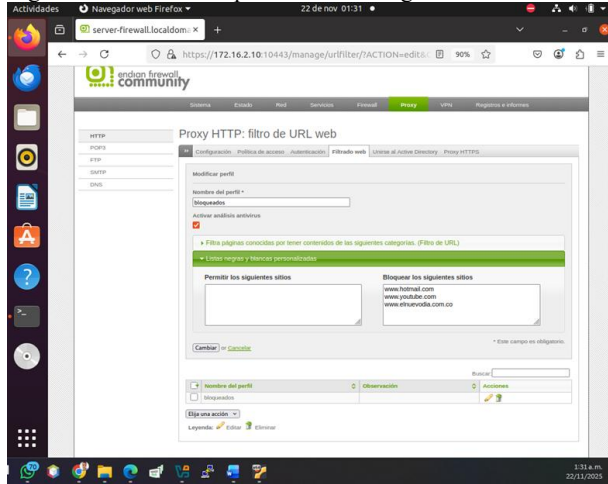 Actividades
Navegador web Firefox
22 de nov 01:31
server-firewall.localdoma
https://172.16.2.10:10443/manage/urlfilter/?ACTION=edit&
90%
endian firewall
community
Sistema Estado Red Servicios Firewall Proxy VPN Registros e informes
HTTP
POP3
FTP
SMTP
DNS
Proxy HTTP: filtro de URL web
Configuración Política de acceso Autenticación Filtrado web Unirse al Active Directory Proxy HTTPS
Modificar perfil
Nombre del perfil *
bloqueados
Activar análisis antivirus
Filtra páginas conocidas por tener contenidos de las siguientes categorías. (Filtro de URL)
Listas negras y blancas personalizadas
Permitir los siguientes sitios
Bloquear los siguientes sitios
www.hotmail.com
www.youtube.com
www.elnuevodia.com.co
Cambiar or Cancelar
* Este campo es obligatorio.
Buscar
Nombre del perfil Observación Acciones
bloqueados
Elija una acción
Leyenda: Editar Eliminar
1:31 a.m.
22/11/2025